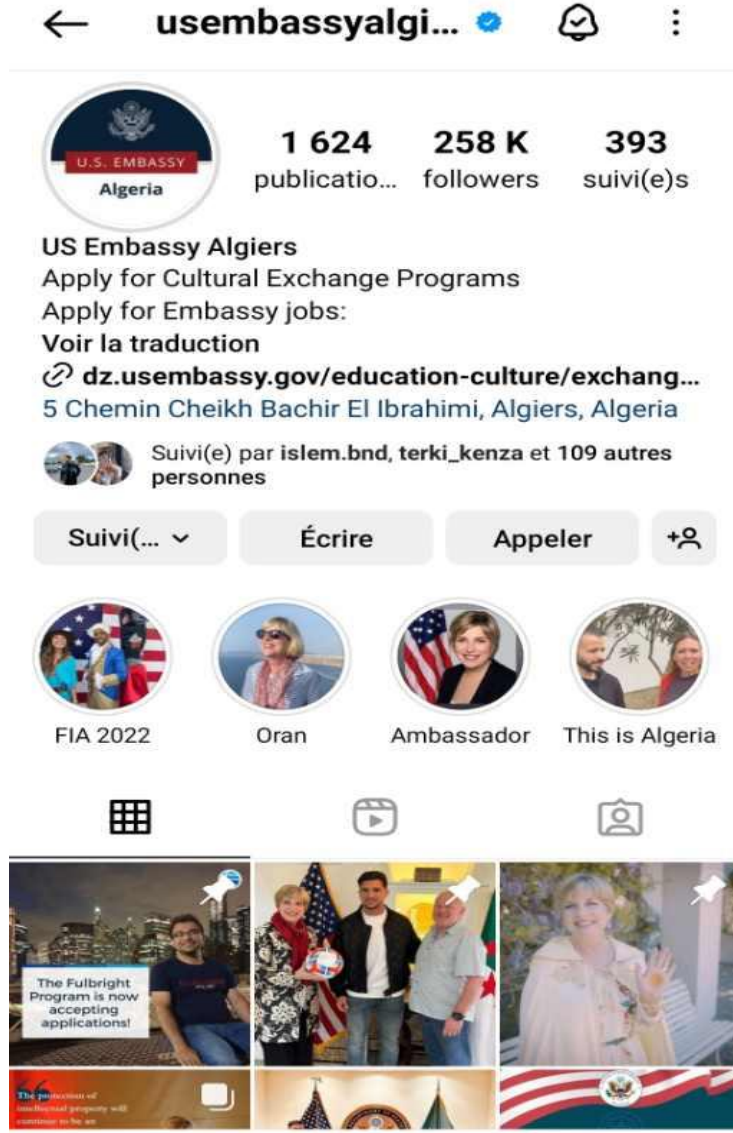 usembassyalgi...
U.S. EMBASSY
Algeria
1 624
publicatio...
258 K
followers
393
suivi(e)s
US Embassy Algiers
Apply for Cultural Exchange Programs
Apply for Embassy jobs:
Voir la traduction
dz.usembassy.gov/education-culture/exchang...
5 Chemin Cheikh Bachir El Ibrahimi, Algiers, Algeria
Suivi(e) par islem.bnd, terki_kenza et 109 autres
personnes
Suivi(...
Écrire
Appeler
FIA 2022
Oran
Ambassador
This is Algeria
The Fulbright
Program is now
accepting
applications!
The protection of
intellectual property will
continue to be an